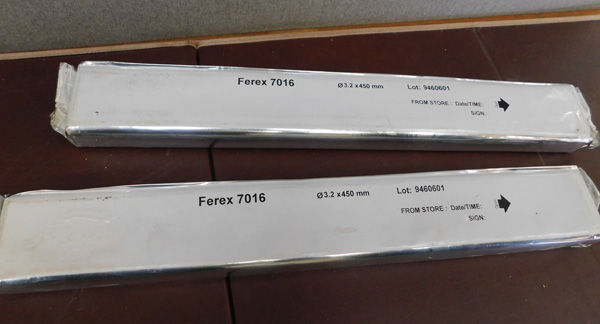 Ferex 7016 Ø3.2 x450 mm Lot: 9460601
FROM STORE : Date/TIME:
SIGN:
Ferex 7016 Ø3.2 x450 mm Lot: 9460601
FROM STORE : Date/TIME:
SIGN: